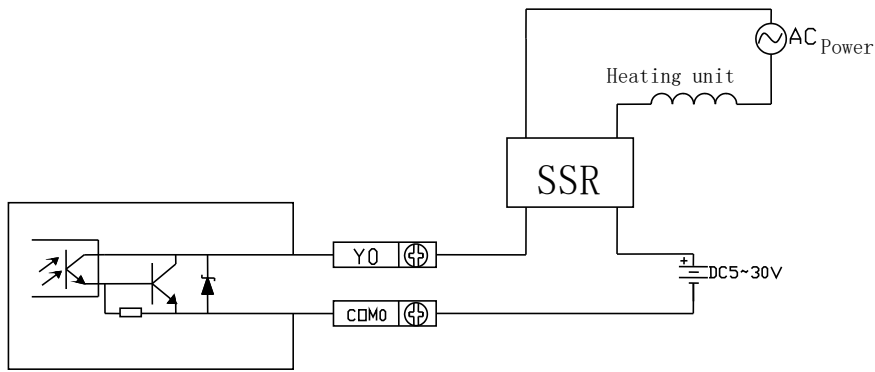 AC Power
Heating unit
SSR
Y0
COM0
+
DC5~30V